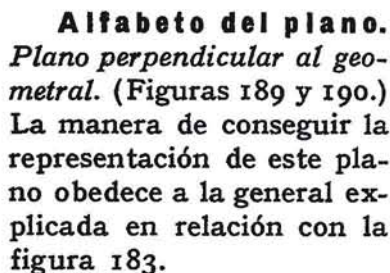 Alfabeto del plano.
Plano perpendicular al geo-
metral. (Figuras 189 y 190.)
La manera de conseguir la
representación de este pla-
no obedece a la general ex-
plicada en relación con la
figura 183.